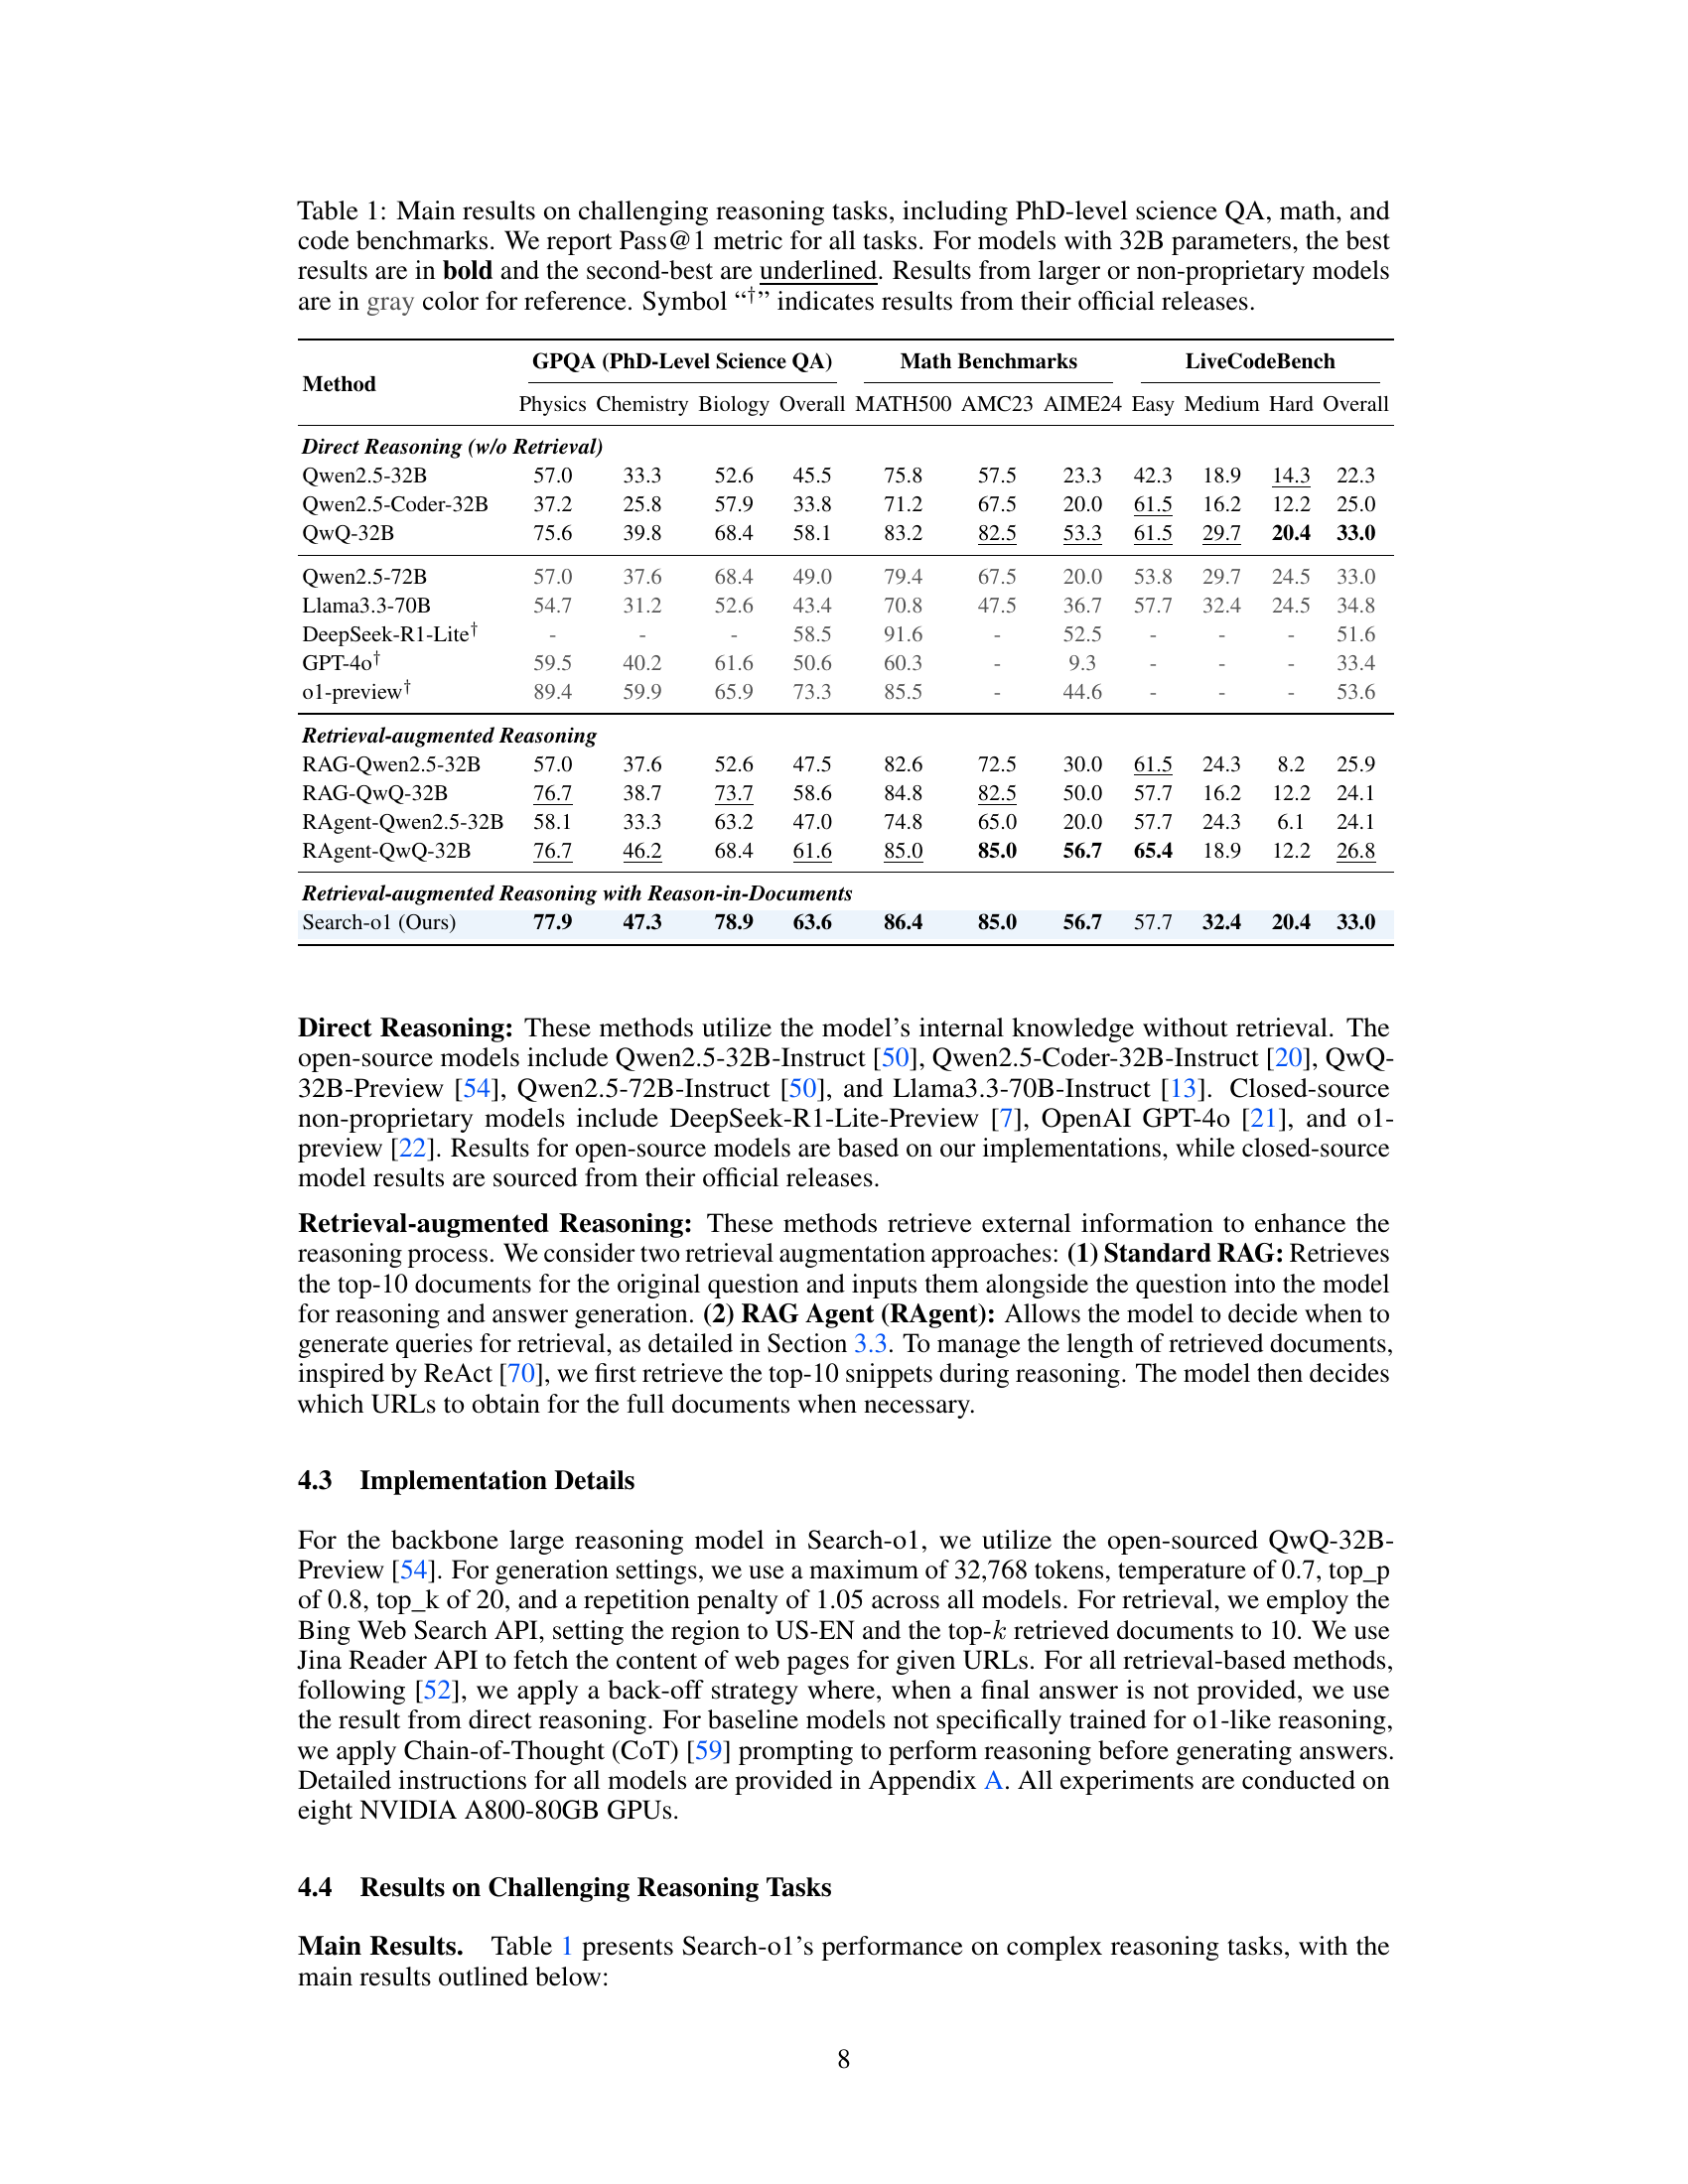 Table 1: Main results on challenging reasoning tasks, including PhD-level science QA, math, and
code benchmarks. We report Pass@1 metric for all tasks. For models with 32B parameters, the best
results are in bold and the second-best are underlined. Results from larger or non-proprietary models
are in gray color for reference. Symbol “†” indicates results from their official releases.
Method GPQA (PhD-Level Science QA) Math Benchmarks LiveCodeBench
Physics Chemistry Biology Overall MATH500 AMC23 AIME24 Easy Medium Hard Overall
Direct Reasoning (w/o Retrieval)
Qwen2.5-32B 57.0 33.3 52.6 45.5 75.8 57.5 23.3 42.3 18.9 14.3 22.3
Qwen2.5-Coder-32B 37.2 25.8 57.9 33.8 71.2 67.5 20.0 61.5 16.2 12.2 25.0
QwQ-32B 75.6 39.8 68.4 58.1 83.2 82.5 53.3 61.5 29.7 20.4 33.0
Qwen2.5-72B 57.0 37.6 68.4 49.0 79.4 67.5 20.0 53.8 29.7 24.5 33.0
Llama3.3-70B 54.7 31.2 52.6 43.4 70.8 47.5 36.7 57.7 32.4 24.5 34.8
DeepSeek-R1-Lite† - - - 58.5 91.6 - 52.5 - - - 51.6
GPT-4o† 59.5 40.2 61.6 50.6 60.3 - 9.3 - - - 33.4
o1-preview† 89.4 59.9 65.9 73.3 85.5 - 44.6 - - - 53.6
Retrieval-augmented Reasoning
RAG-Qwen2.5-32B 57.0 37.6 52.6 47.5 82.6 72.5 30.0 61.5 24.3 8.2 25.9
RAG-QwQ-32B 76.7 38.7 73.7 58.6 84.8 82.5 50.0 57.7 16.2 12.2 24.1
RAgent-Qwen2.5-32B 58.1 33.3 63.2 47.0 74.8 65.0 20.0 57.7 24.3 6.1 24.1
RAgent-QwQ-32B 76.7 46.2 68.4 61.6 85.0 85.0 56.7 65.4 18.9 12.2 26.8
Retrieval-augmented Reasoning with Reason-in-Documents
Search-o1 (Ours) 77.9 47.3 78.9 63.6 86.4 85.0 56.7 57.7 32.4 20.4 33.0
Direct Reasoning: These methods utilize the model’s internal knowledge without retrieval. The
open-source models include Qwen2.5-32B-Instruct [50], Qwen2.5-Coder-32B-Instruct [20], QwQ-
32B-Preview [54], Qwen2.5-72B-Instruct [50], and Llama3.3-70B-Instruct [13]. Closed-source
non-proprietary models include DeepSeek-R1-Lite-Preview [7], OpenAI GPT-4o [21], and o1-
preview [22]. Results for open-source models are based on our implementations, while closed-source
model results are sourced from their official releases.
Retrieval-augmented Reasoning: These methods retrieve external information to enhance the
reasoning process. We consider two retrieval augmentation approaches: (1) Standard RAG: Retrieves
the top-10 documents for the original question and inputs them alongside the question into the model
for reasoning and answer generation. (2) RAG Agent (RAgent): Allows the model to decide when to
generate queries for retrieval, as detailed in Section 3.3. To manage the length of retrieved documents,
inspired by ReAct [70], we first retrieve the top-10 snippets during reasoning. The model then decides
which URLs to obtain for the full documents when necessary.
4.3 Implementation Details
For the backbone large reasoning model in Search-o1, we utilize the open-sourced QwQ-32B-
Preview [54]. For generation settings, we use a maximum of 32,768 tokens, temperature of 0.7, top_p
of 0.8, top_k of 20, and a repetition penalty of 1.05 across all models. For retrieval, we employ the
Bing Web Search API, setting the region to US-EN and the top-k retrieved documents to 10. We use
Jina Reader API to fetch the content of web pages for given URLs. For all retrieval-based methods,
following [52], we apply a back-off strategy where, when a final answer is not provided, we use
the result from direct reasoning. For baseline models not specifically trained for o1-like reasoning,
we apply Chain-of-Thought (CoT) [59] prompting to perform reasoning before generating answers.
Detailed instructions for all models are provided in Appendix A. All experiments are conducted on
eight NVIDIA A800-80GB GPUs.
4.4 Results on Challenging Reasoning Tasks
Main Results. Table 1 presents Search-o1’s performance on complex reasoning tasks, with the
main results outlined below:
8